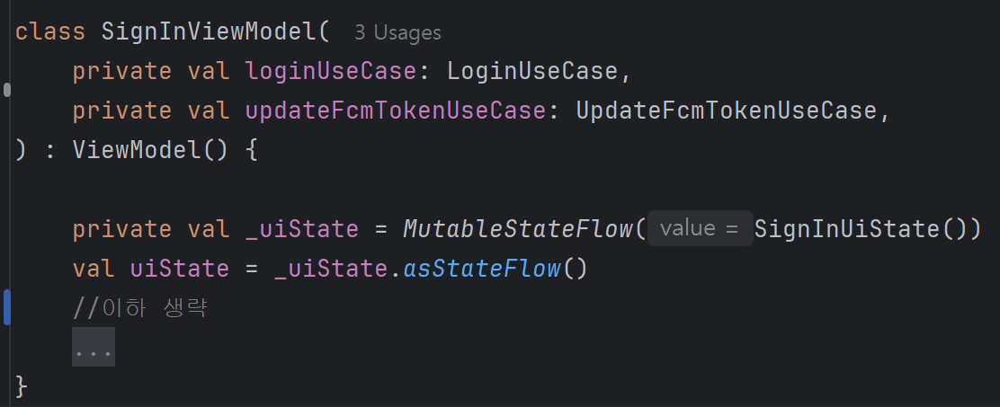 class SignInViewModel( 3 Usages
    private val loginUseCase: LoginUseCase,
    private val updateFcmTokenUseCase: UpdateFcmTokenUseCase,
) : ViewModel() {
    private val _uiState = MutableStateFlow( value = SignInUiState())
    val uiState = _uiState.asStateFlow()
    //이하 생략
    ...
}